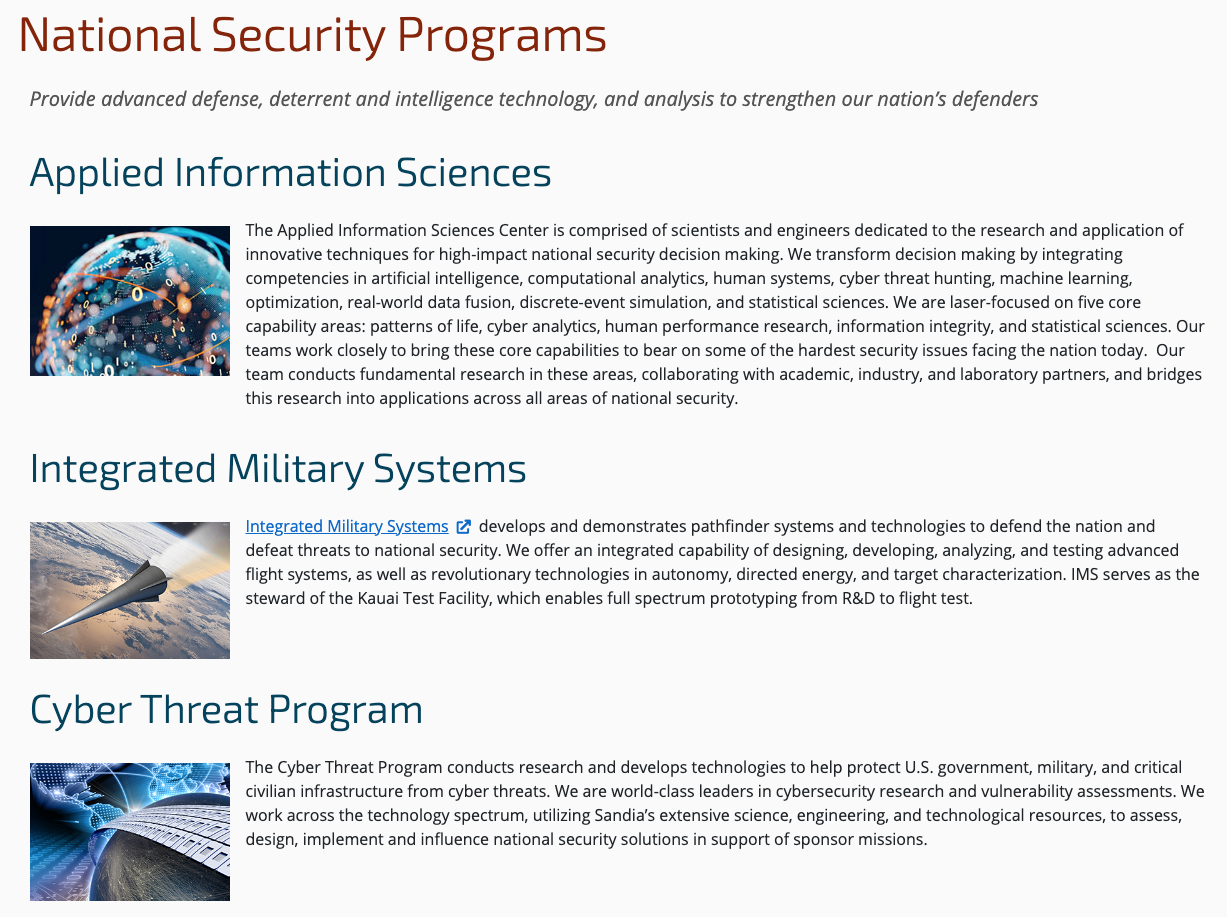 National Security Programs
Provide advanced defense, deterrent and intelligence technology, and analysis to strengthen our nation’s defenders
Applied Information Sciences
The Applied Information Sciences Center is comprised of scientists and engineers dedicated to the research and application of
innovative techniques for high-impact national security decision making. We transform decision making by integrating
competencies in artificial intelligence, computational analytics, human systems, cyber threat hunting, machine learning,
optimization, real-world data fusion, discrete-event simulation, and statistical sciences. We are laser-focused on five core
capability areas: patterns of life, cyber analytics, human performance research, information integrity, and statistical sciences. Our
teams work closely to bring these core capabilities to bear on some of the hardest security issues facing the nation today.  Our
team conducts fundamental research in these areas, collaborating with academic, industry, and laboratory partners, and bridges
this research into applications across all areas of national security.
Integrated Military Systems
Integrated Military Systems develops and demonstrates pathfinder systems and technologies to defend the nation and
defeat threats to national security. We offer an integrated capability of designing, developing, analyzing, and testing advanced
flight systems, as well as revolutionary technologies in autonomy, directed energy, and target characterization. IMS serves as the
steward of the Kauai Test Facility, which enables full spectrum prototyping from R&D to flight test.
Cyber Threat Program
The Cyber Threat Program conducts research and develops technologies to help protect U.S. government, military, and critical
civilian infrastructure from cyber threats. We are world-class leaders in cybersecurity research and vulnerability assessments. We
work across the technology spectrum, utilizing Sandia’s extensive science, engineering, and technological resources, to assess,
design, implement and influence national security solutions in support of sponsor missions.